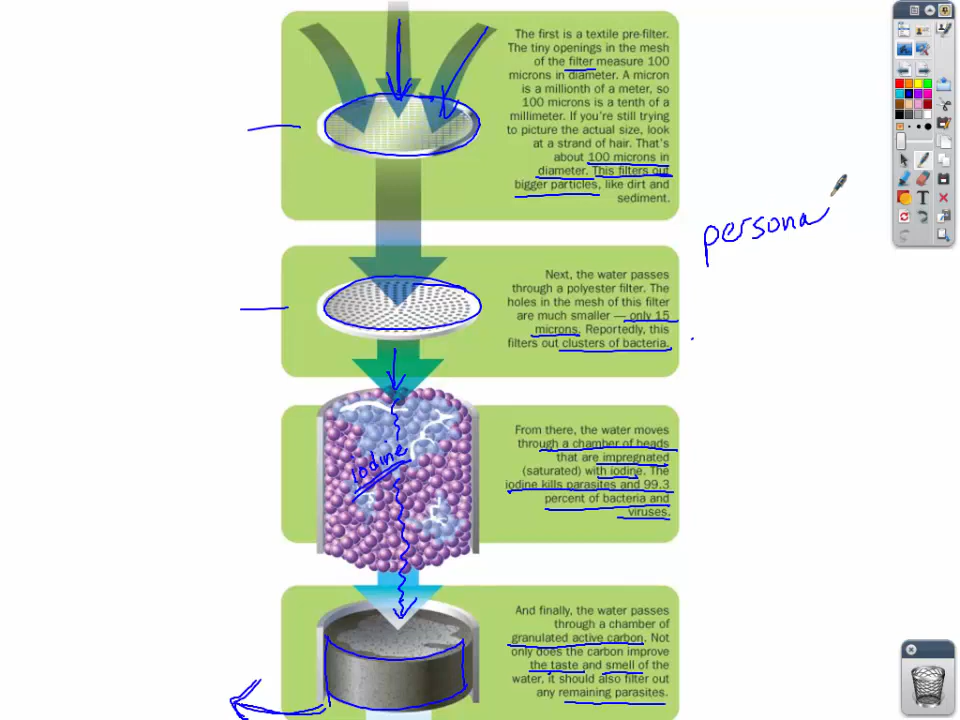 The first is a textile pre-filter.
The tiny openings in the mesh
of the filter measure 100
microns in diameter. A micron
is a millionth of a meter, so
100 microns is a tenth of a
millimeter. If you're still trying
to picture the actual size, look
at a strand of hair. That's
about 100 microns in
diameter. This filters out
bigger particles, like dirt and
sediment.
persona
Next, the water passes
through a polyester filter. The
holes in the mesh of this filter
are much smaller — only 15
microns. Reportedly, this
filters out clusters of bacteria.
iodine
From there, the water moves
through a chamber of beads
that are impregnated
(saturated) with iodine. The
iodine kills parasites and 99.3
percent of bacteria and
viruses.
And finally, the water passes
through a chamber of
granulated active carbon. Not
only does the carbon improve
the taste and smell of the
water, it should also filter out
any remaining parasites.